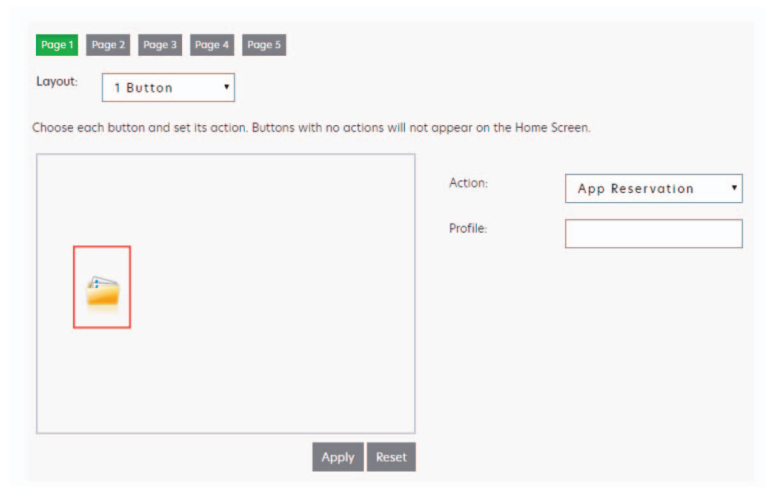 Page 1 Page 2 Page 3 Page 4 Page 5
Layout: 1 Button
Choose each button and set its action. Buttons with no actions will not appear on the Home Screen.
Action: App Reservation
Profile:
Apply Reset